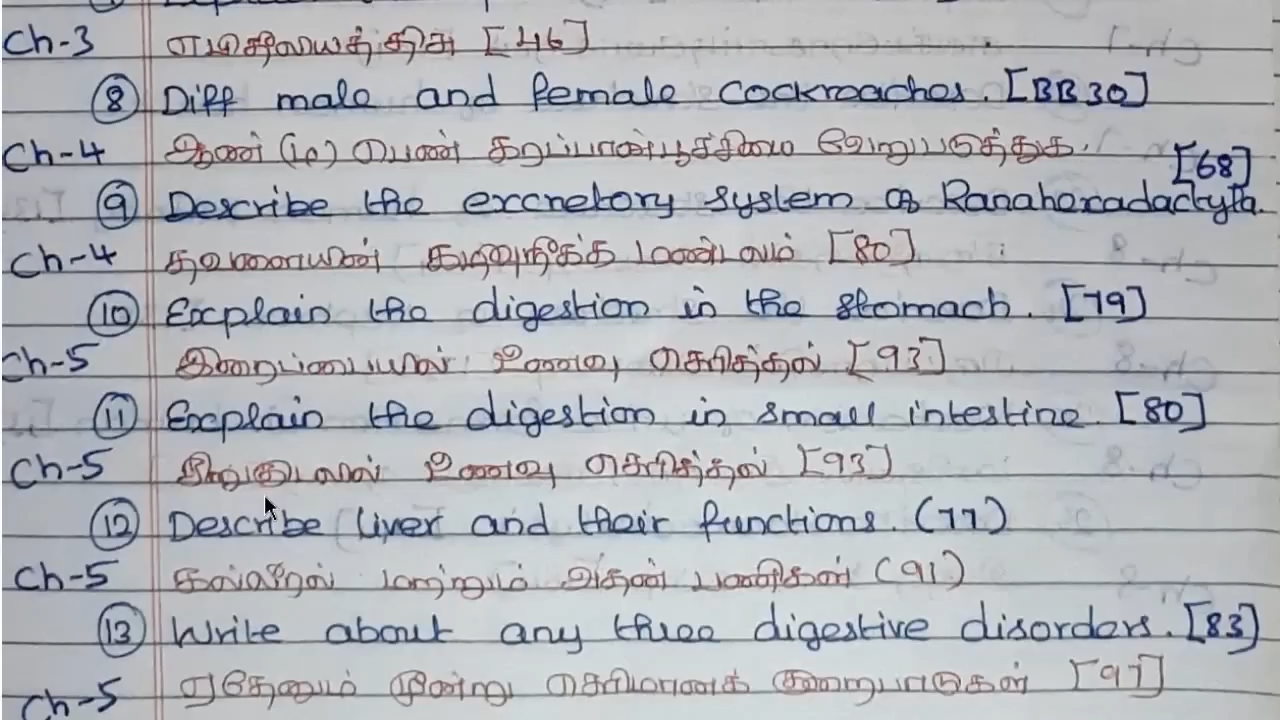 Ch-3 எபிதீலியத் திசு [46]
⑧ Diff male and female cockroaches. [BB30]
Ch-4 ஆண் (ம) பெண் கரப்பான்பூச்சியை வேறுபடுத்துக. [68]
⑨ Describe the excretory system of Ranahexadactyla.
Ch-4 தவளையின் கழிவுநீக்க மண்டலம் [80]
⑩ Explain the digestion in the stomach. [79]
Ch-5 இரைப்பையில் உணவு செரித்தல் [93]
⑪ Explain the digestion in small intestine. [80]
Ch-5 சிறுகுடலில் உணவு செரித்தல் [93]
⑫ Describe liver and their functions. (77)
Ch-5 கல்லீரல் மற்றும் அதன் பணிகள் (91)
⑬ Write about any three digestive disorders. [83]
Ch-5 ஏதேனும் மூன்று செரிமானக் குறைபாடுகள் [97]